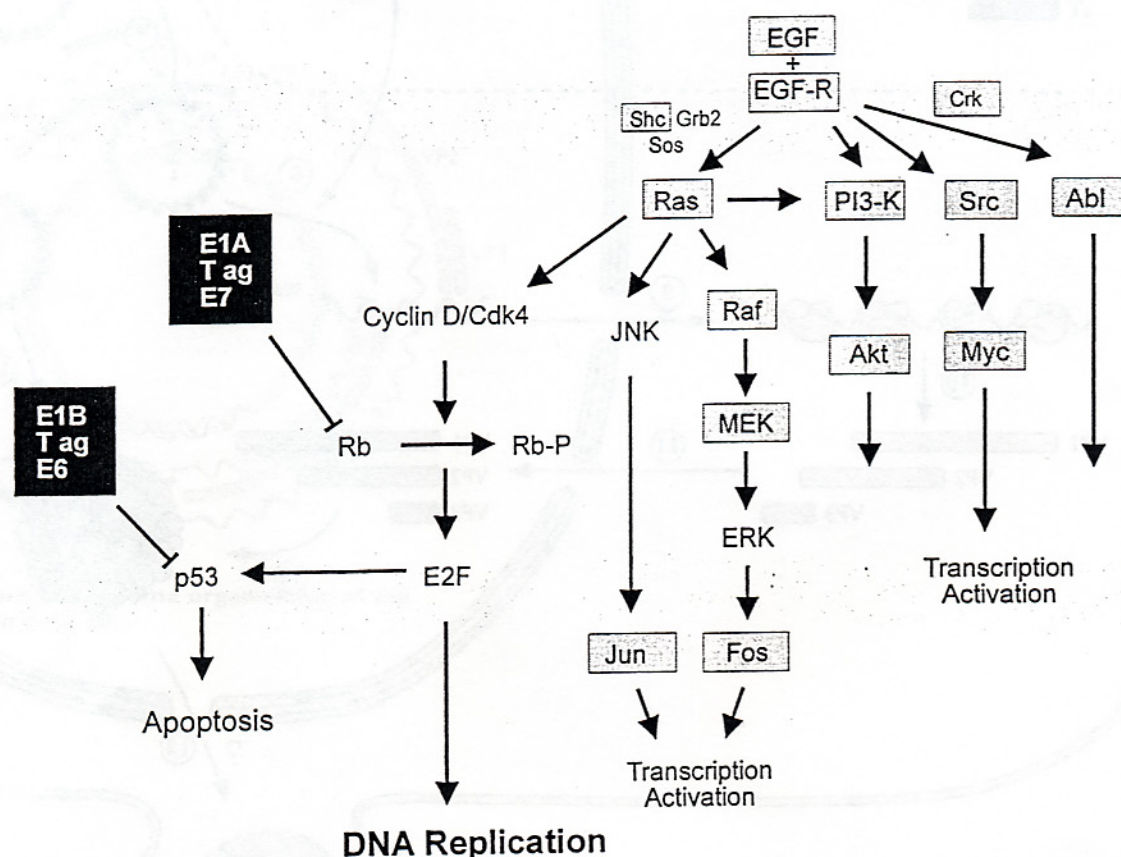 EGF
+
EGF-R
Crk
Shc Grb2
Sos
Ras
PI3-K
Src
Abl
E1A
T ag
E7
Cyclin D/Cdk4
JNK
Raf
Akt
Myc
E1B
T ag
E6
Rb
Rb-P
MEK
ERK
p53
E2F
Transcription
Activation
Jun
Fos
Apoptosis
Transcription
Activation
DNA Replication